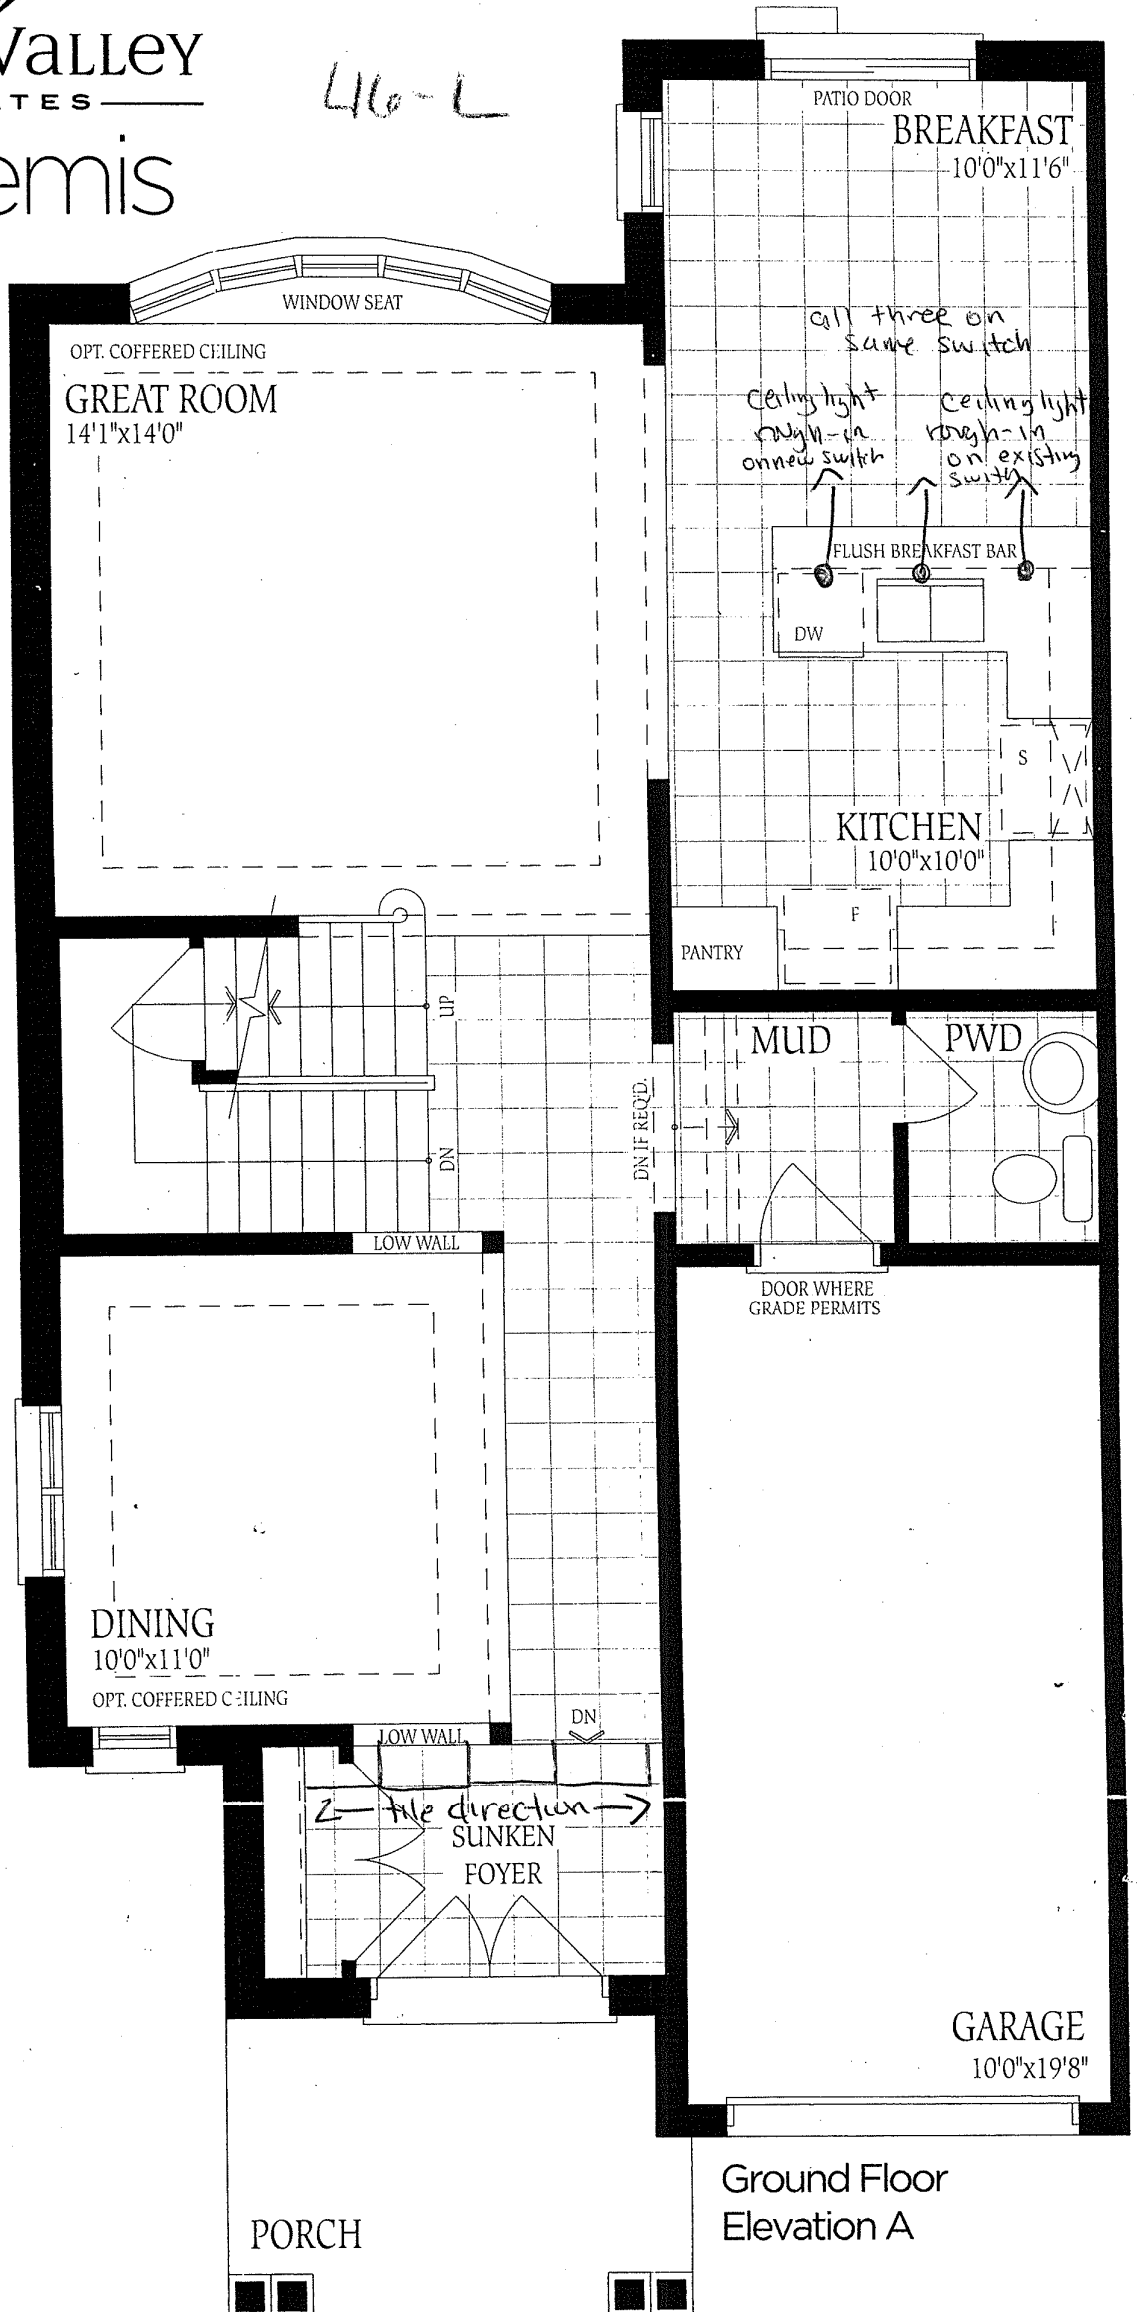 Valley
ATES
emis
46-L
PATIO DOOR
BREAKFAST
10'0"x11'6"
WINDOW SEAT
OPT. COFFERED CEILING
GREAT ROOM
14'1"x14'0"
all three on
same switch
Ceiling light
rough-in
on new switch
Ceiling light
rough-in
on existing
switch
FLUSH BREAKFAST BAR
DW
S
KITCHEN
10'0"x10'0"
F
PANTRY
UP
MUD
PWD
DN IF REQ'D.
DN
LOW WALL
DOOR WHERE
GRADE PERMITS
DINING
10'0"x11'0"
OPT. COFFERED CEILING
DN
LOW WALL
tile direction
SUNKEN
FOYER
GARAGE
10'0"x19'8"
Ground Floor
Elevation A
PORCH